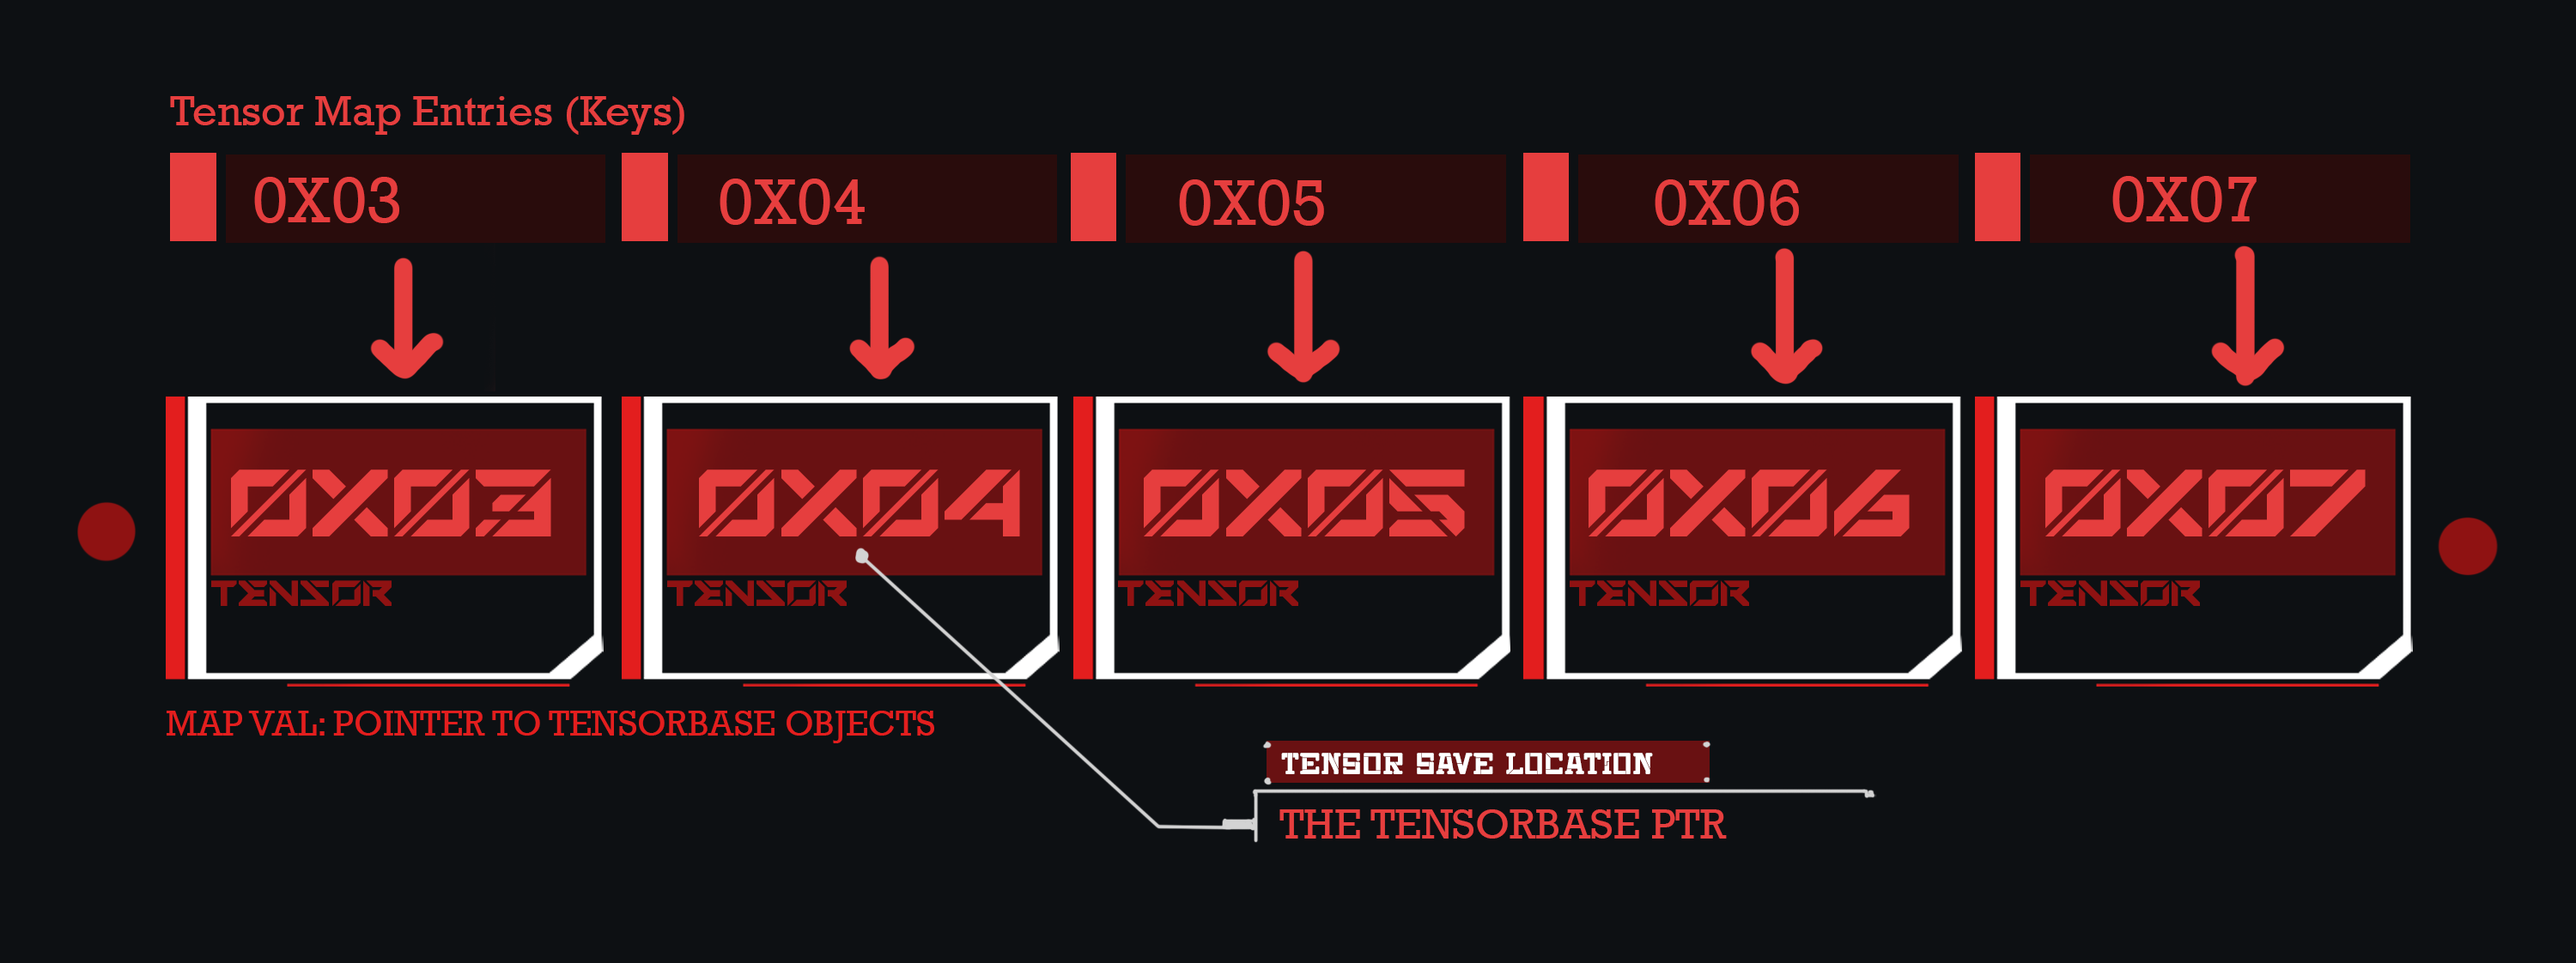 Tensor Map Entries (Keys)
0X03 0X04 0X05 0X06 0X07
0X03 0X04 0X05 0X06 0X07
TENSOR TENSOR TENSOR TENSOR TENSOR
MAP VAL: POINTER TO TENSORBASE OBJECTS
TENSOR SAVE LOCATION
THE TENSORBASE PTR